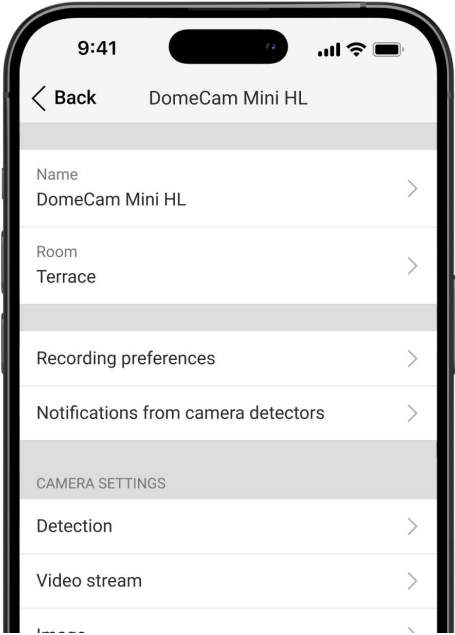 9:41
Back DomeCam Mini HL
Name
DomeCam Mini HL
Room
Terrace
Recording preferences
Notifications from camera detectors
CAMERA SETTINGS
Detection
Video stream
Image